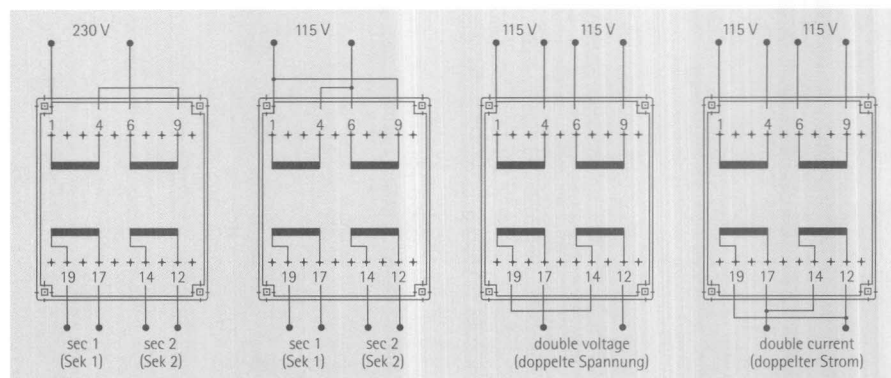 230 V
115 V
115 V 115 V
115 V 115 V
1 4 6 9
1 4 6 9
1 4 6 9
1 4 6 9
19 17 14 12
19 17 14 12
19 17 14 12
19 17 14 12
sec 1 sec 2
(Sek 1) (Sek 2)
sec 1 sec 2
(Sek 1) (Sek 2)
double voltage
(doppelte Spannung)
double current
(doppelter Strom)